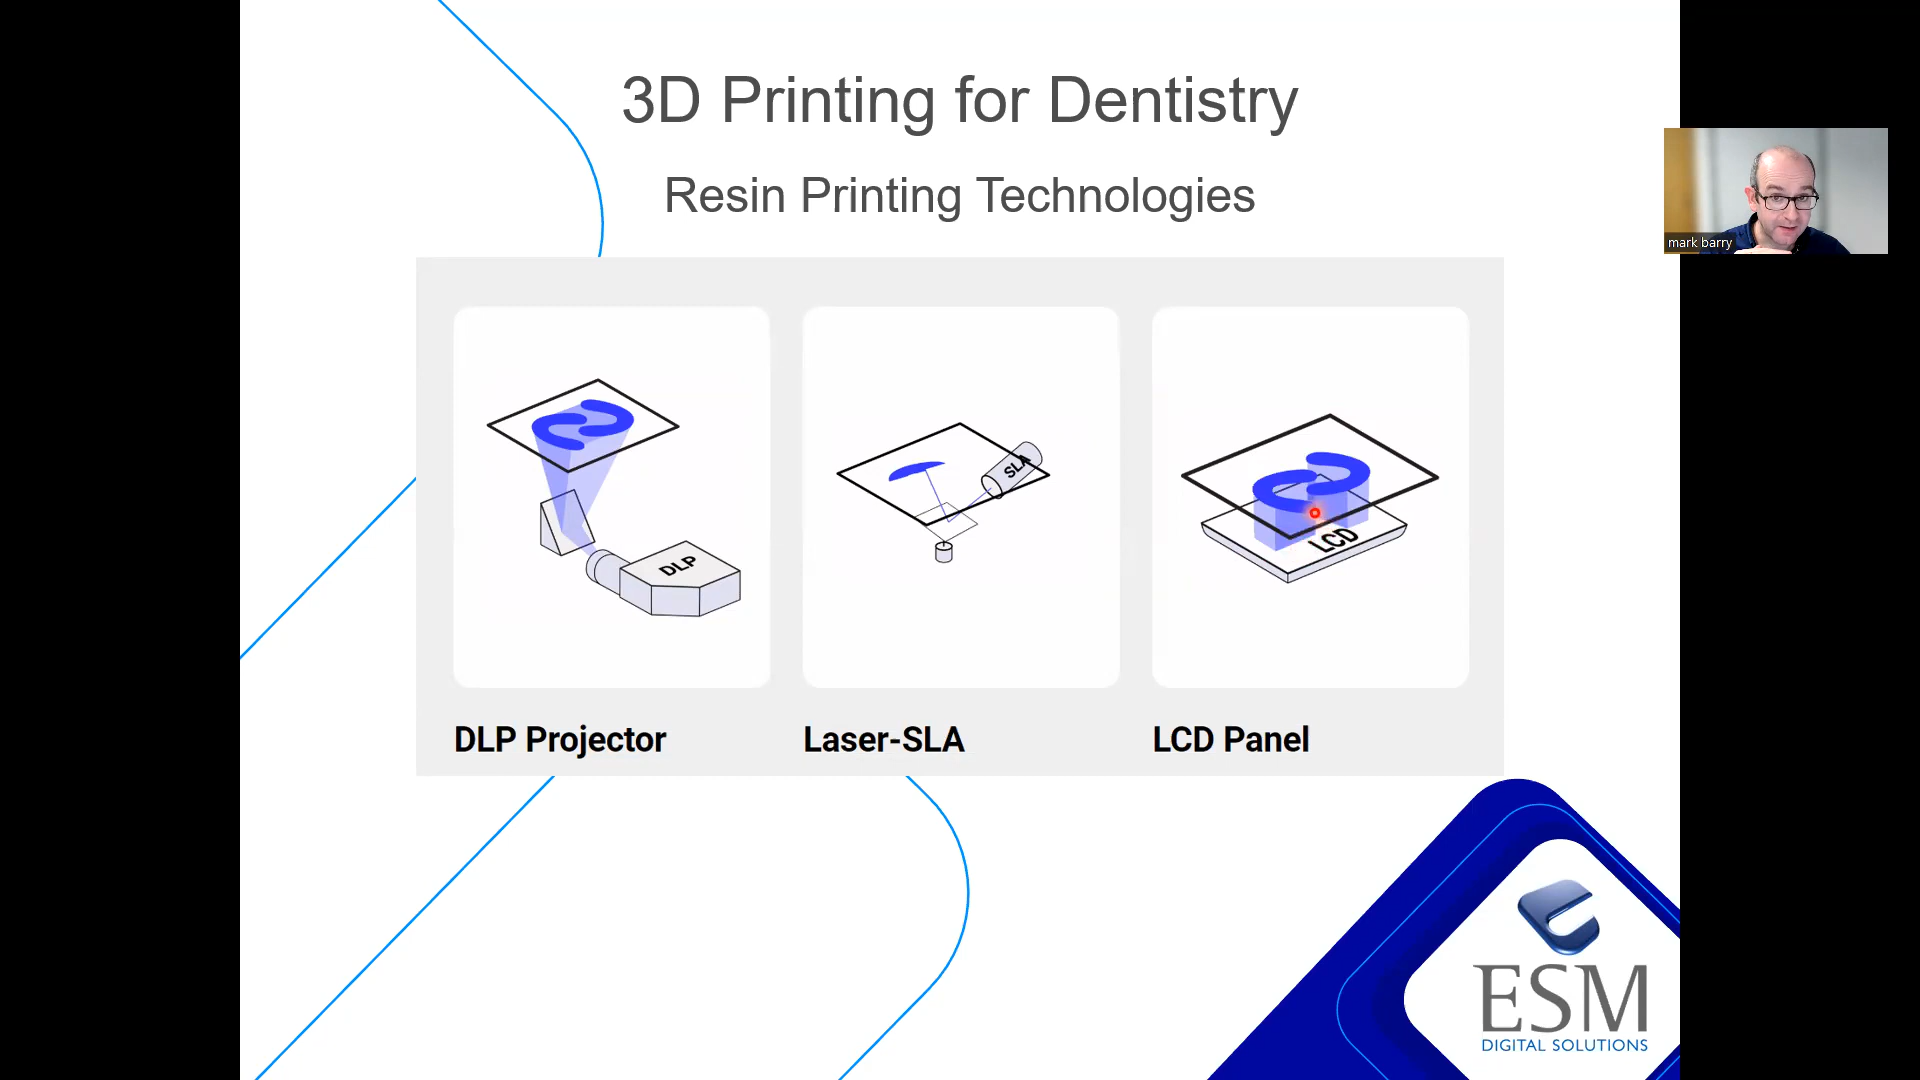 3D Printing for Dentistry
Resin Printing Technologies
mark barry
DLP
SLA
LCD
DLP Projector
Laser-SLA
LCD Panel
ESM
DIGITAL SOLUTIONS